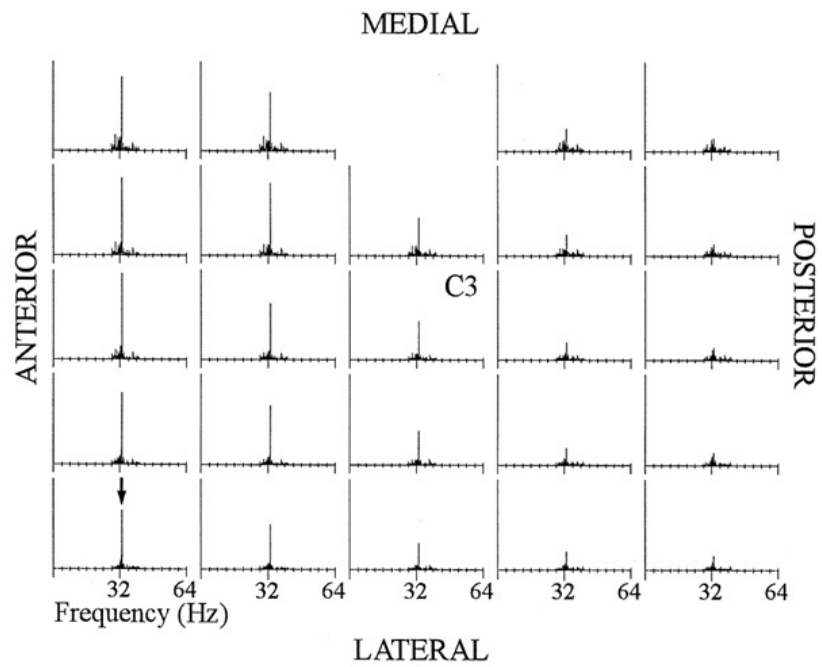 MEDIAL
ANTERIOR
POSTERIOR
C3
32 64 32 64 32 64 32 64 32 64
Frequency (Hz)
LATERAL